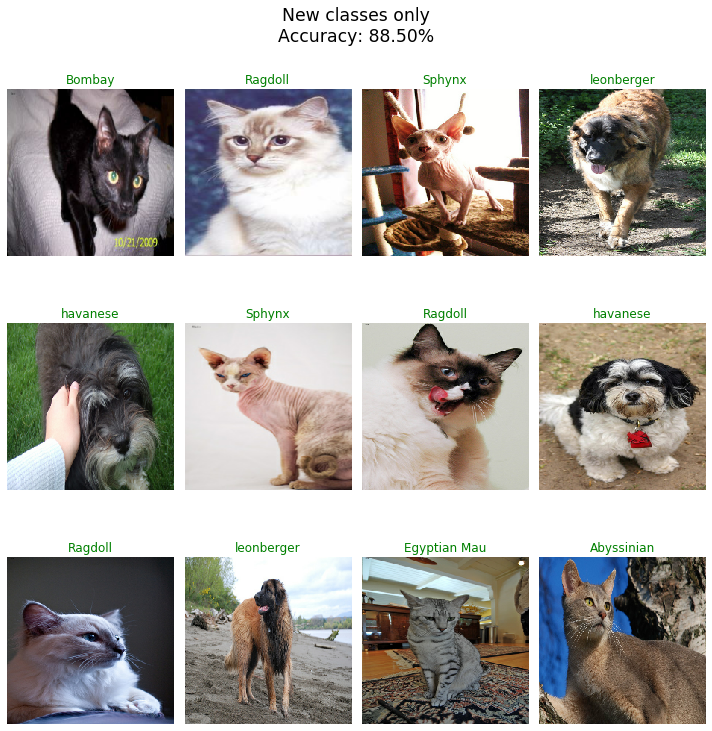 New classes only
Accuracy: 88.50%
Bombay
Ragdoll
Sphynx
leonberger
10/21/2009
havanese
Sphynx
Ragdoll
havanese
Ragdoll
leonberger
Egyptian Mau
Abyssinian